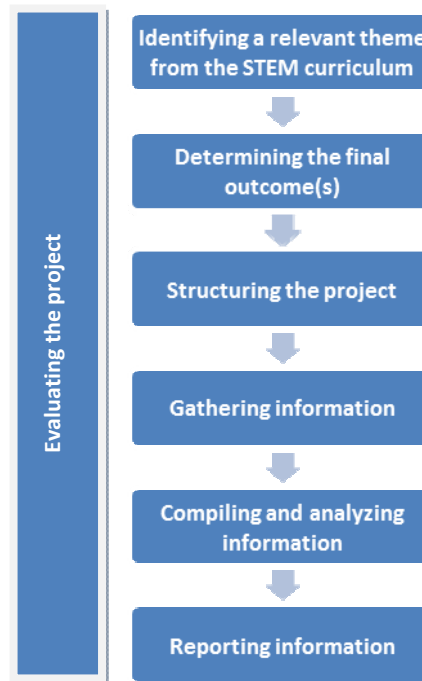 Evaluating the project
Identifying a relevant theme
from the STEM curriculum
Determining the final
outcome(s)
Structuring the project
Gathering information
Compiling and analyzing
information
Reporting information